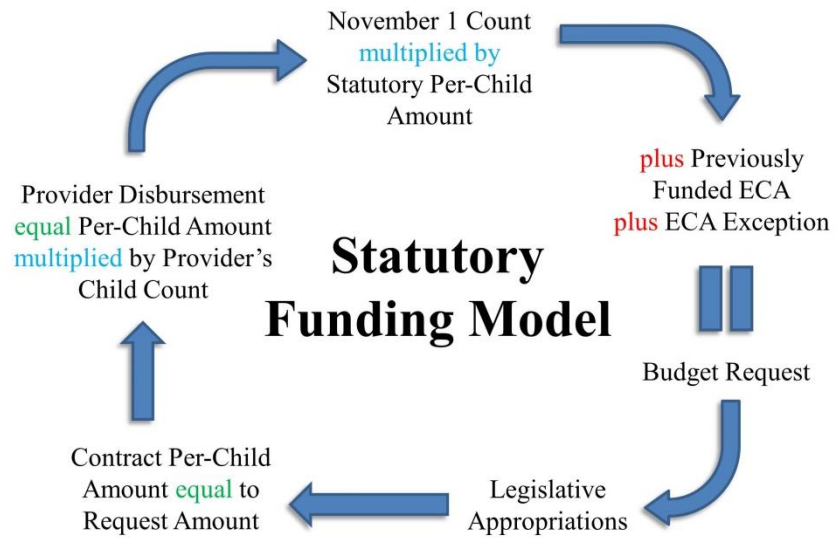 November 1 Count
multiplied by
Statutory Per-Child
Amount
plus Previously
Funded ECA
plus ECA Exception
Budget Request
Legislative
Appropriations
Contract Per-Child
Amount equal to
Request Amount
Provider Disbursement
equal Per-Child Amount
multiplied by Provider's
Child Count
Statutory
Funding Model